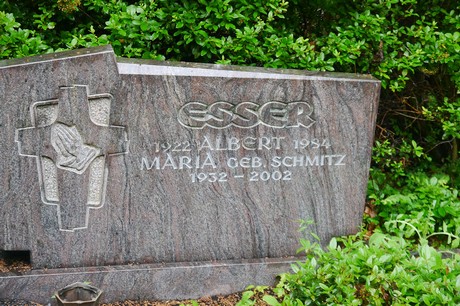 ESSER
1922 ALBERT 1984
MARIA GEB. SCHMITZ
1932 - 2002